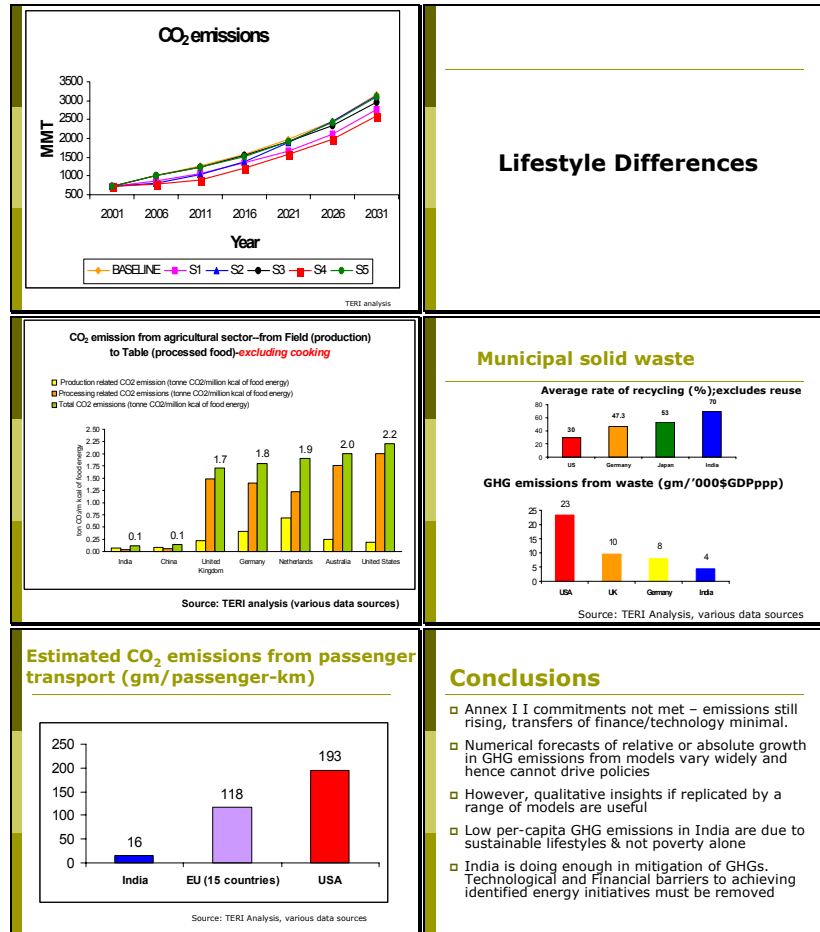 CO2 emissions
3500
3000
2500
2000
1500
1000
500
MMT
2001 2006 2011 2016 2021 2026 2031
Year
BASELINE S1 S2 S3 S4 S5
TERI analysis
Lifestyle Differences
CO2 emission from agricultural sector--from Field (production)
to Table (processed food)-excluding cooking
Production related CO2 emission (tonne CO2/million kcal of food energy)
Processing related CO2 emissions (tonne CO2/million kcal of food energy)
Total CO2 emissions (tonne CO2/million kcal of food energy)
ton CO2/m kcal of food energy
2.50
2.25
2.00
1.75
1.50
1.25
1.00
0.75
0.50
0.25
0.00
0.1 0.1 1.7 1.8 1.9 2.0 2.2
India China United Kingdom Germany Netherlands Australia United States
Source: TERI analysis (various data sources)
Municipal solid waste
Average rate of recycling (%);excludes reuse
80
60
40
20
0
30 47.3 53 70
US Germany Japan India
GHG emissions from waste (gm/'000$GDPppp)
25
20
15
10
5
0
23 10 8 4
USA UK Germany India
Source: TERI Analysis, various data sources
Estimated CO2 emissions from passenger
transport (gm/passenger-km)
250
200
150
100
50
0
16 118 193
India EU (15 countries) USA
Source: TERI Analysis, various data sources
Conclusions
Annex I I commitments not met – emissions still
rising, transfers of finance/technology minimal.
Numerical forecasts of relative or absolute growth
in GHG emissions from models vary widely and
hence cannot drive policies
However, qualitative insights if replicated by a
range of models are useful
Low per-capita GHG emissions in India are due to
sustainable lifestyles & not poverty alone
India is doing enough in mitigation of GHGs.
Technological and Financial barriers to achieving
identified energy initiatives must be removed